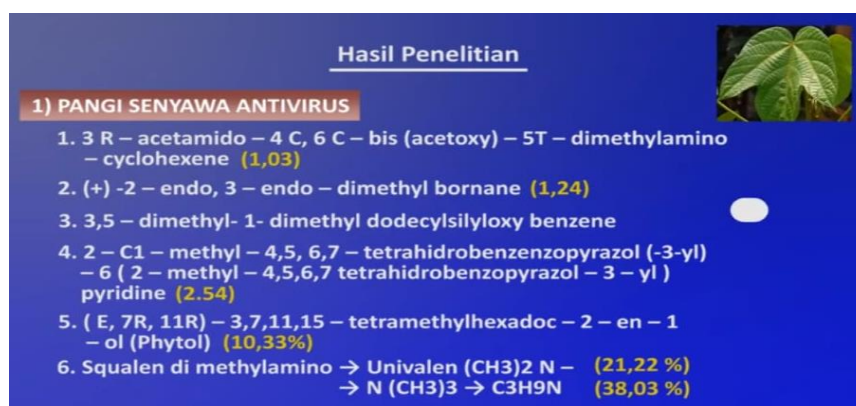 Hasil Penelitian
1) PANGI SENYAWA ANTIVIRUS
1. 3 R – acetamido – 4 C, 6 C – bis (acetoxy) – 5T – dimethylamino
– cyclohexene (1,03)
2. (+) -2 – endo, 3 – endo – dimethyl bornane (1,24)
3. 3,5 – dimethyl- 1- dimethyl dodecylsilyloxy benzene
4. 2 – C1 – methyl – 4,5, 6,7 – tetrahidrobenzenzopyrazol (-3-yl)
– 6 ( 2 – methyl – 4,5,6,7 tetrahidrobenzopyrazol – 3 – yl )
pyridine (2.54)
5. ( E, 7R, 11R) – 3,7,11,15 – tetramethylhexadoc – 2 – en – 1
– ol (Phytol) (10,33%)
6. Squalen di methylamino → Univalen (CH3)2 N – (21,22 %)
→ N (CH3)3 → C3H9N (38,03 %)